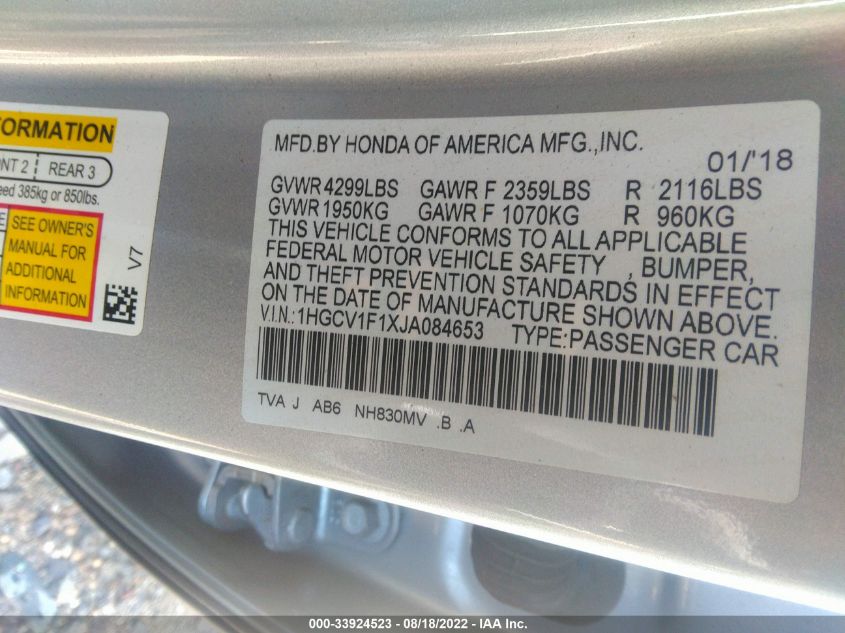 FORMATION
NT 2 REAR 3
eed 385kg or 850lbs.
SEE OWNER'S
MANUAL FOR
ADDITIONAL
INFORMATION
V7
MFD.BY HONDA OF AMERICA MFG.,INC.
01/'18
GVWR 4299LBS GAWR F 2359LBS R 2116LBS
GVWR 1950KG GAWR F 1070KG R 960KG
THIS VEHICLE CONFORMS TO ALL APPLICABLE
FEDERAL MOTOR VEHICLE SAFETY , BUMPER,
AND THEFT PREVENTION STANDARDS IN EFFECT
ON THE DATE OF MANUFACTURE SHOWN ABOVE.
V.I.N.:1HGCV1F1XJA084653 TYPE:PASSENGER CAR
TVA J AB6 NH830MV .B .A
000-33924523 - 08/18/2022 - IAA Inc.